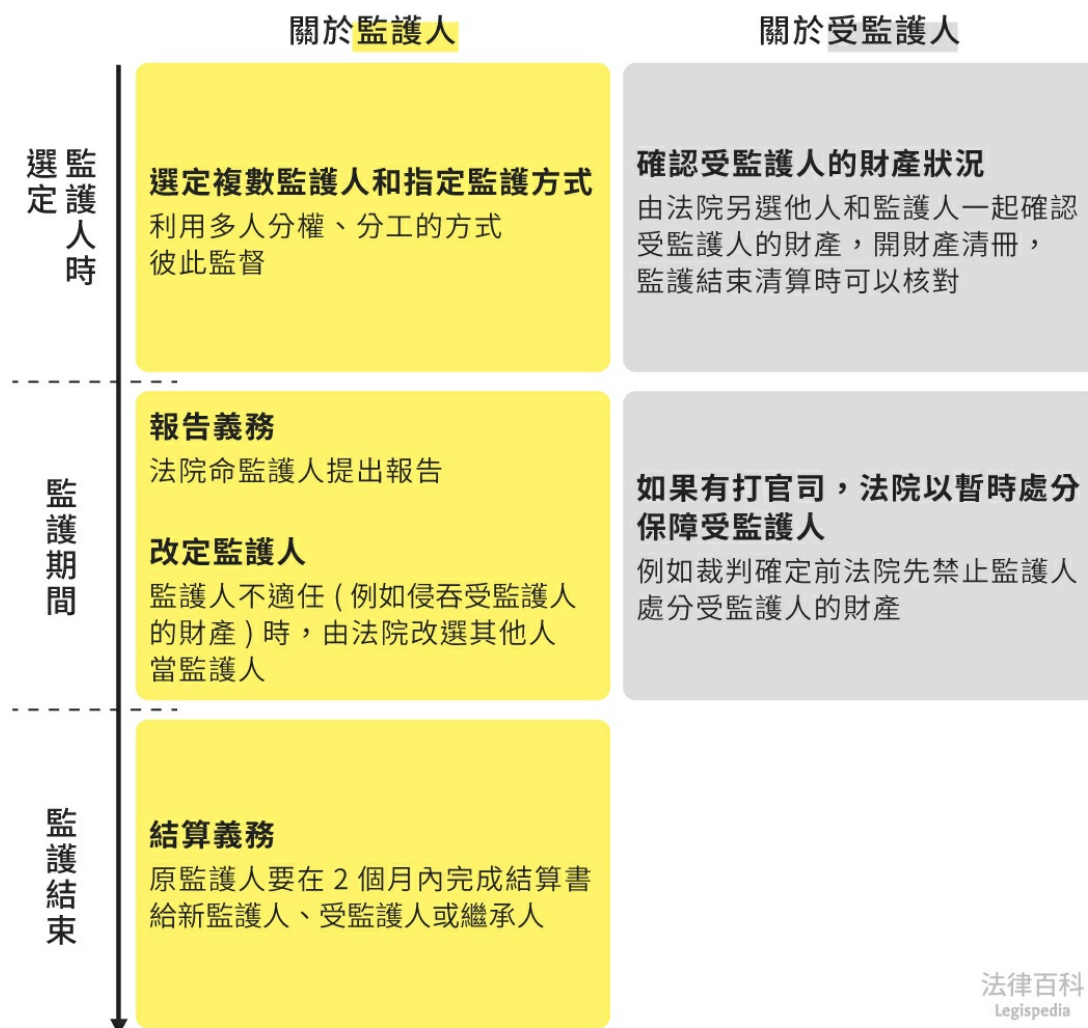 關於監護人
關於受監護人
選定監護人時
選定複數監護人和指定監護方式
利用多人分權、分工的方式
彼此監督
確認受監護人的財產狀況
由法院另選他人和監護人一起確認
受監護人的財產，開財產清冊，
監護結束清算時可以核對
監護期間
報告義務
法院命監護人提出報告
改定監護人
監護人不適任 ( 例如侵吞受監護人
的財產 ) 時，由法院改選其他人
當監護人
如果有打官司，法院以暫時處分
保障受監護人
例如裁判確定前法院先禁止監護人
處分受監護人的財產
監護結束
結算義務
原監護人要在 2 個月內完成結算書
給新監護人、受監護人或繼承人
法律百科
Legispedia